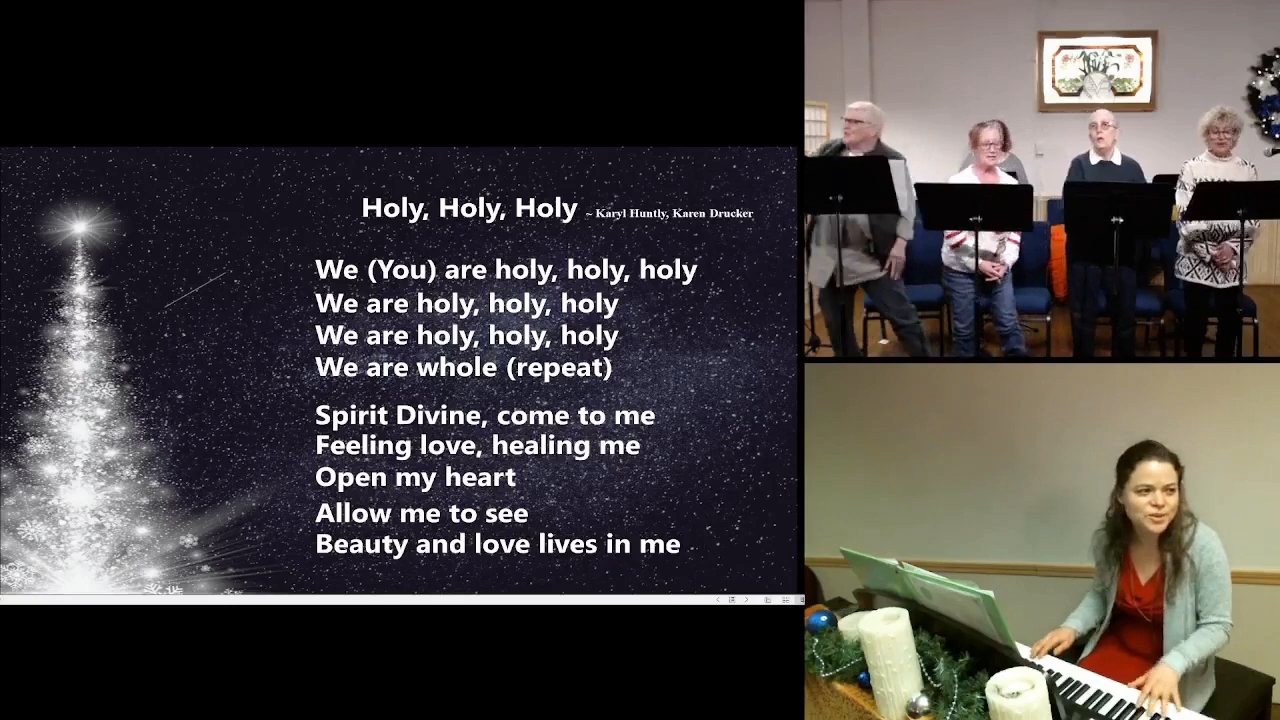 Holy, Holy, Holy ~ Karyl Huntly, Karen Drucker
We (You) are holy, holy, holy
We are holy, holy, holy
We are holy, holy, holy
We are whole (repeat)
Spirit Divine, come to me
Feeling love, healing me
Open my heart
Allow me to see
Beauty and love lives in me